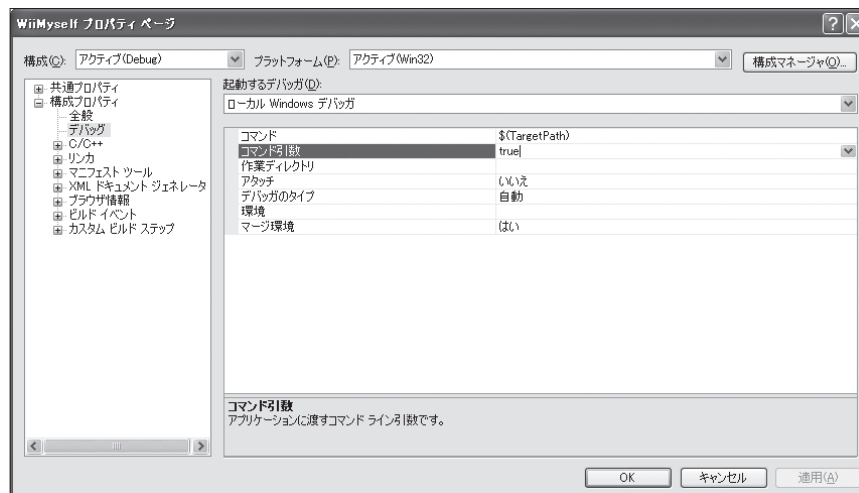 WiiMyself プロパティ ページ
構成(C): アクティブ(Debug) プラットフォーム(P): アクティブ(Win32) 構成マネージャ(O)...
共通プロパティ
構成プロパティ
全般
デバッグ
C/C++
リンカ
マニフェスト ツール
XML ドキュメント ジェネレータ
ブラウザ情報
ビルド イベント
カスタム ビルド ステップ
起動するデバッガ(D):
ローカル Windows デバッガ
コマンド $(TargetPath)
コマンド引数 true
作業ディレクトリ
アタッチ いいえ
デバッガのタイプ 自動
環境
マージ環境 はい
コマンド引数
アプリケーションに渡すコマンド ライン引数です。
OK キャンセル 適用(A)